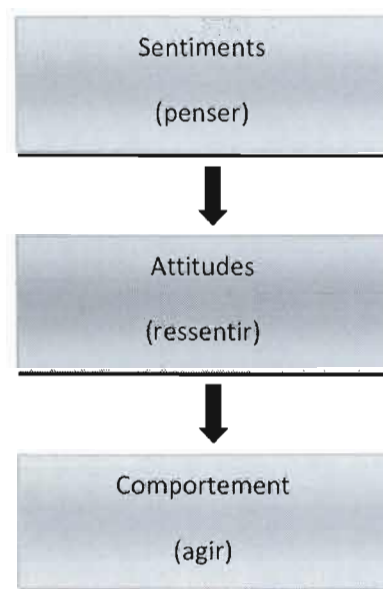 Sentiments
(penser)
Attitudes
(ressentir)
Comportement
(agir)